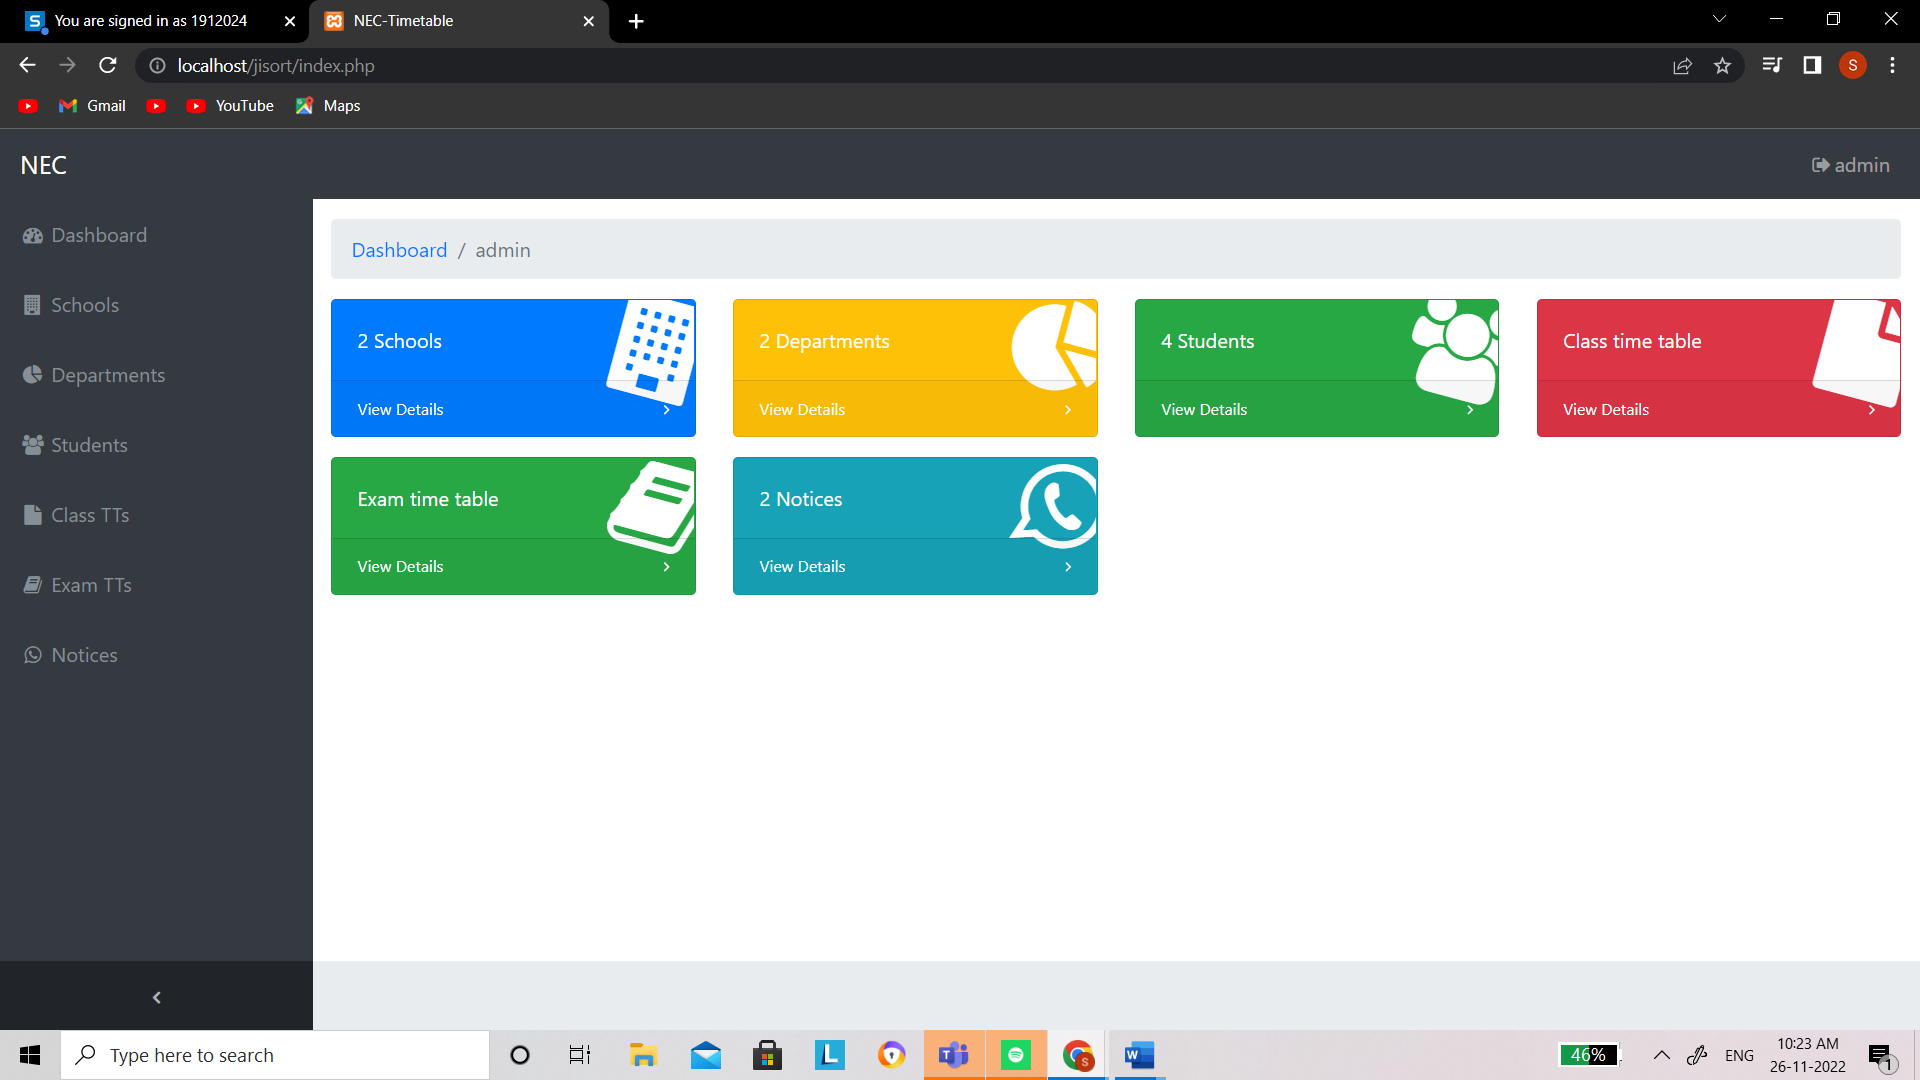 You are signed in as 1912024
NEC-Timetable
localhost/jisort/index.php
S
Gmail
YouTube
Maps
NEC
admin
Dashboard
Schools
Departments
Students
Class TTs
Exam TTs
Notices
Dashboard / admin
2 Schools
View Details
2 Departments
View Details
4 Students
View Details
Class time table
View Details
Exam time table
View Details
2 Notices
View Details
Type here to search
46%
ENG
10:23 AM
26-11-2022
1